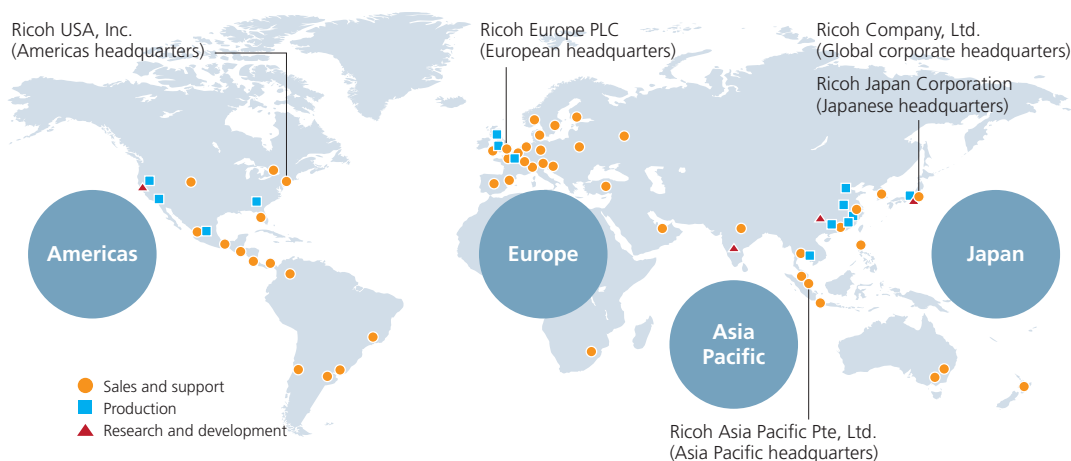 Ricoh USA, Inc.
(Americas headquarters)
Ricoh Europe PLC
(European headquarters)
Ricoh Company, Ltd.
(Global corporate headquarters)
Ricoh Japan Corporation
(Japanese headquarters)
Americas
Europe
Japan
Asia
Pacific
Sales and support
Production
Research and development
Ricoh Asia Pacific Pte, Ltd.
(Asia Pacific headquarters)